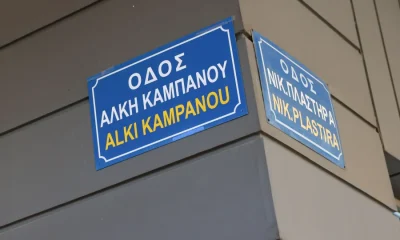 ΟΔΟΣ
ΑΛΚΗ ΚΑΜΠΑΝΟΥ
ALKI KAMPANOU
ΟΔΟΣ
ΝΙΚ.ΠΛΑΣΤΗΡΑ
NIK.PLASTIRA